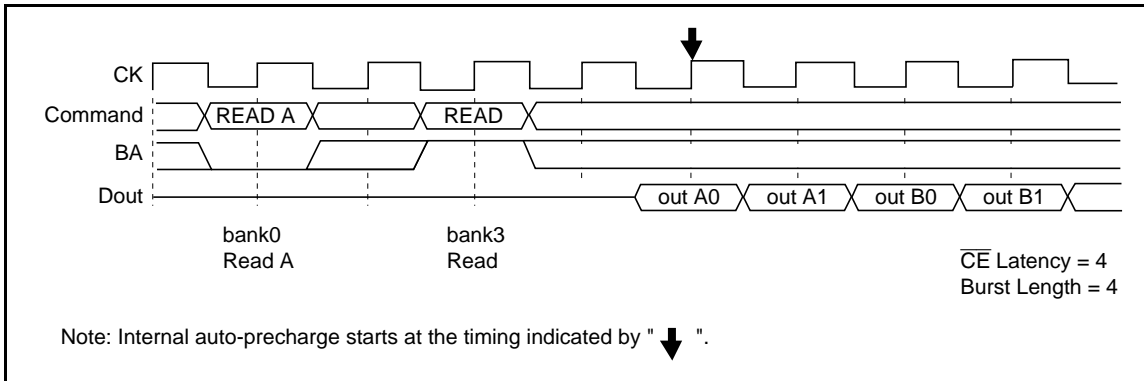 CK
Command READ A READ
BA
Dout out A0 out A1 out B0 out B1
bank0 bank3
Read A Read
CE Latency = 4
Burst Length = 4
Note: Internal auto-precharge starts at the timing indicated by " ".